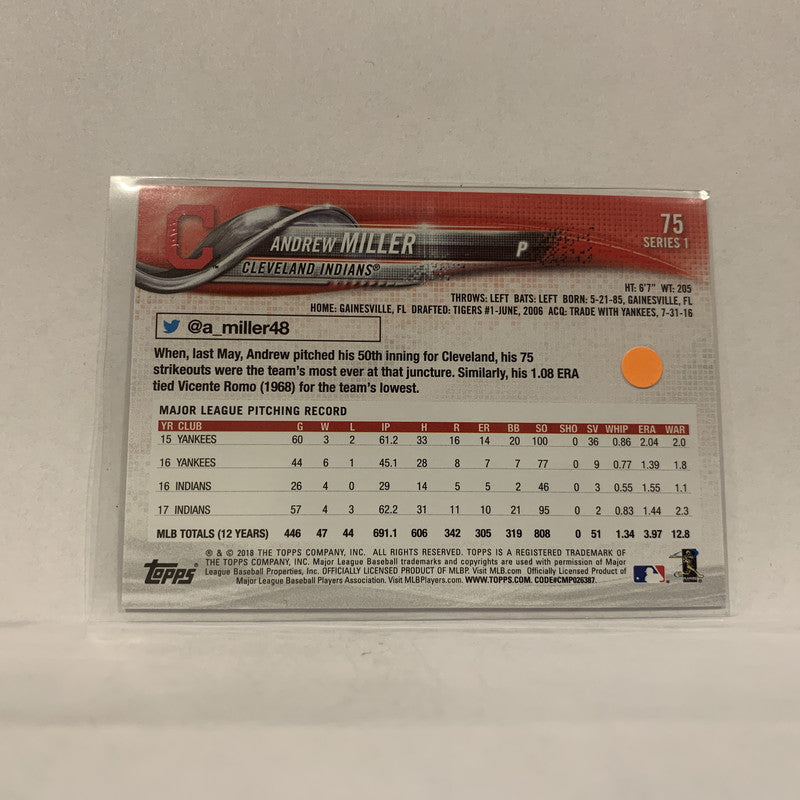 C
75
SERIES 1
ANDREW MILLER P
CLEVELAND INDIANS®
HT: 6'7" WT: 205
THROWS: LEFT BATS: LEFT BORN: 5-21-85, GAINESVILLE, FL
HOME: GAINESVILLE, FL DRAFTED: TIGERS #1-JUNE, 2006 ACQ: TRADE WITH YANKEES, 7-31-16
@a_miller48
When, last May, Andrew pitched his 50th inning for Cleveland, his 75
strikeouts were the team's most ever at that juncture. Similarly, his 1.08 ERA
tied Vicente Romo (1968) for the team's lowest.
MAJOR LEAGUE PITCHING RECORD
YR CLUB G W L IP H R ER BB SO SHO SV WHIP ERA WAR
15 YANKEES 60 3 2 61.2 33 16 14 20 100 0 36 0.86 2.04 2.0
16 YANKEES 44 6 1 45.1 28 8 7 7 77 0 9 0.77 1.39 1.8
16 INDIANS 26 4 0 29 14 5 5 2 46 0 3 0.55 1.55 1.1
17 INDIANS 57 4 3 62.2 31 11 10 21 95 0 2 0.83 1.44 2.3
MLB TOTALS (12 YEARS) 446 47 44 691.1 606 342 305 319 808 0 51 1.34 3.97 12.8
® & © 2018 THE TOPPS COMPANY, INC. ALL RIGHTS RESERVED. TOPPS IS A REGISTERED TRADEMARK OF
THE TOPPS COMPANY, INC. Major League Baseball trademarks and copyrights are used with permission of Major
League Baseball Properties, Inc. OFFICIALLY LICENSED PRODUCT OF MLBP. Visit MLB.com Officially Licensed Product of
Major League Baseball Players Association. Visit MLBPlayers.com. WWW.TOPPS.COM. CODE#CMP026387.
topps®